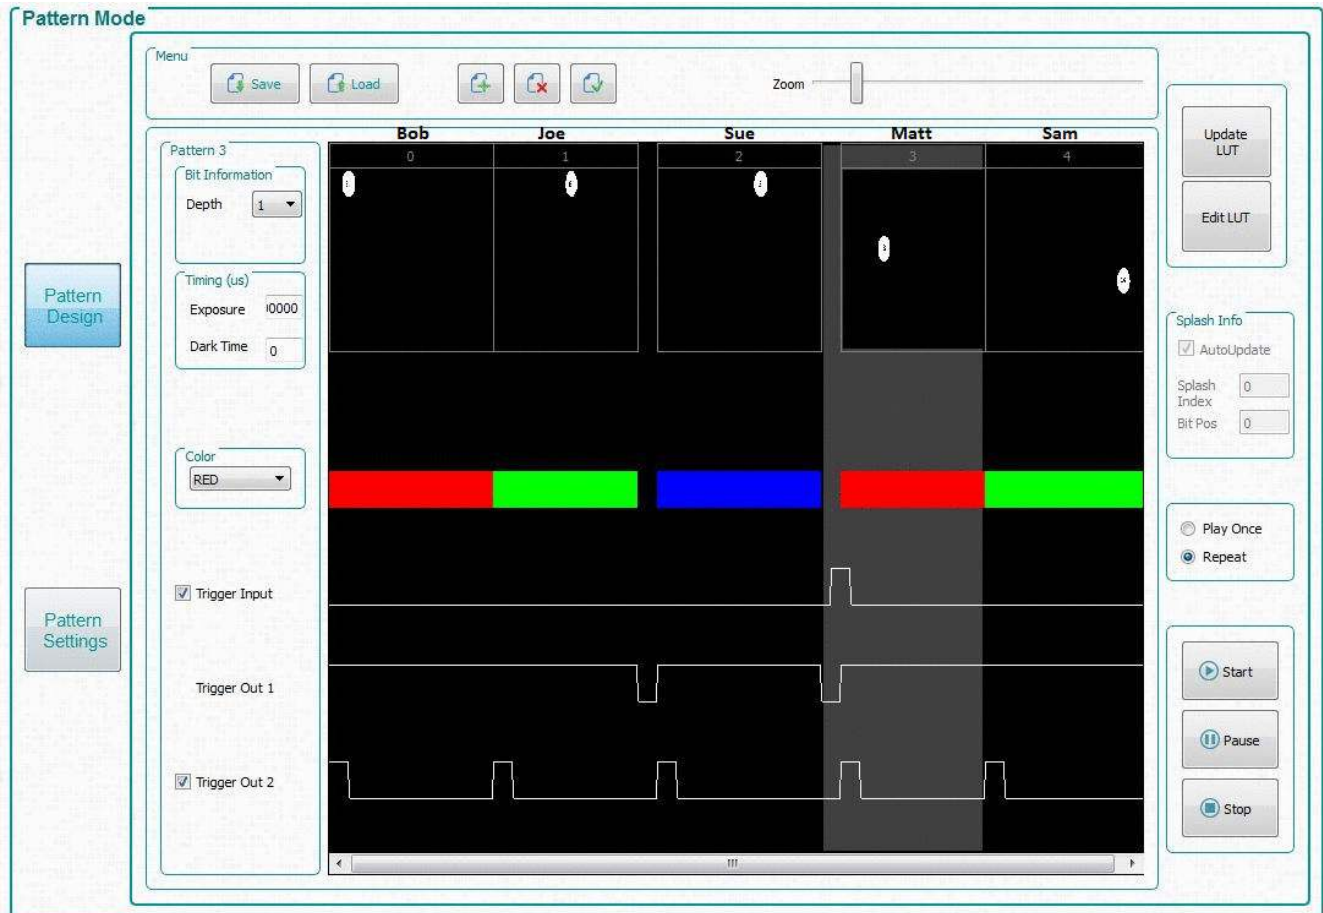 Pattern Mode
Menu
Save
Load
Zoom
Bob Joe Sue Matt Sam
0 1 2 3 4
Pattern 3
Bit Information
Depth 1
Timing (us)
Exposure 00000
Dark Time 0
Color
RED
Trigger Input
Trigger Out 1
Trigger Out 2
Pattern
Design
Pattern
Settings
Update
LUT
Edit LUT
Splash Info
AutoUpdate
Splash
Index
0
Bit Pos 0
Play Once
Repeat
Start
Pause
Stop